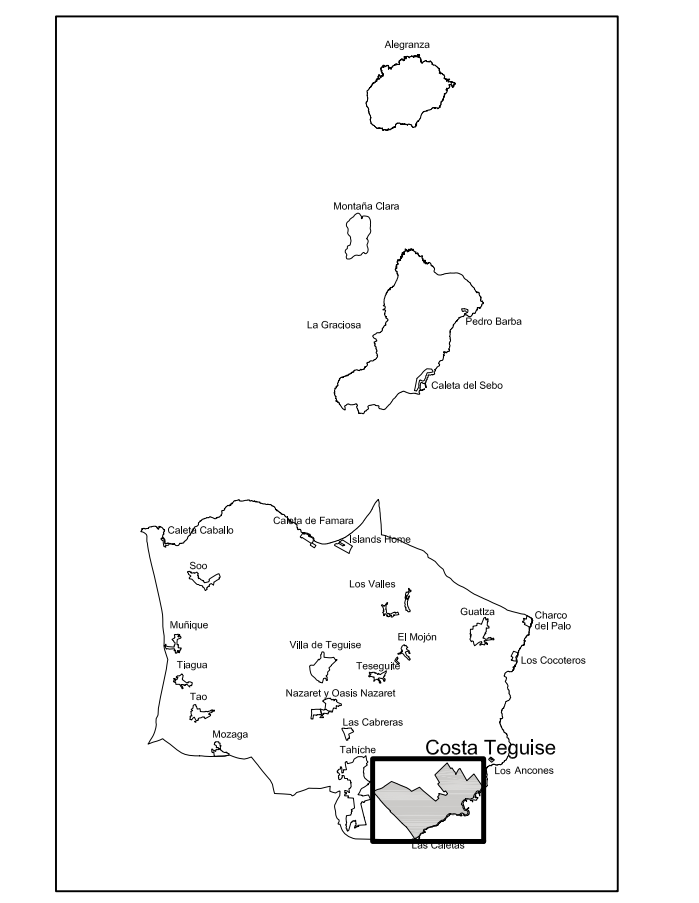 Alegranza
Montaña Clara
La Graciosa
Pedro Barba
Caleta del Sebo
Caleta de Famara
Caleta Caballo
Islands Home
Soo
Los Valles
Guatiza
Charco
del Palo
Muñique
El Mojón
Villa de Teguise
Los Cocoteros
Tiagua
Teseguite
Nazaret y Oasis Nazaret
Tao
Las Cabreras
Mozaga
Tahiche
Costa Teguise
Los Ancones
Las Caletas